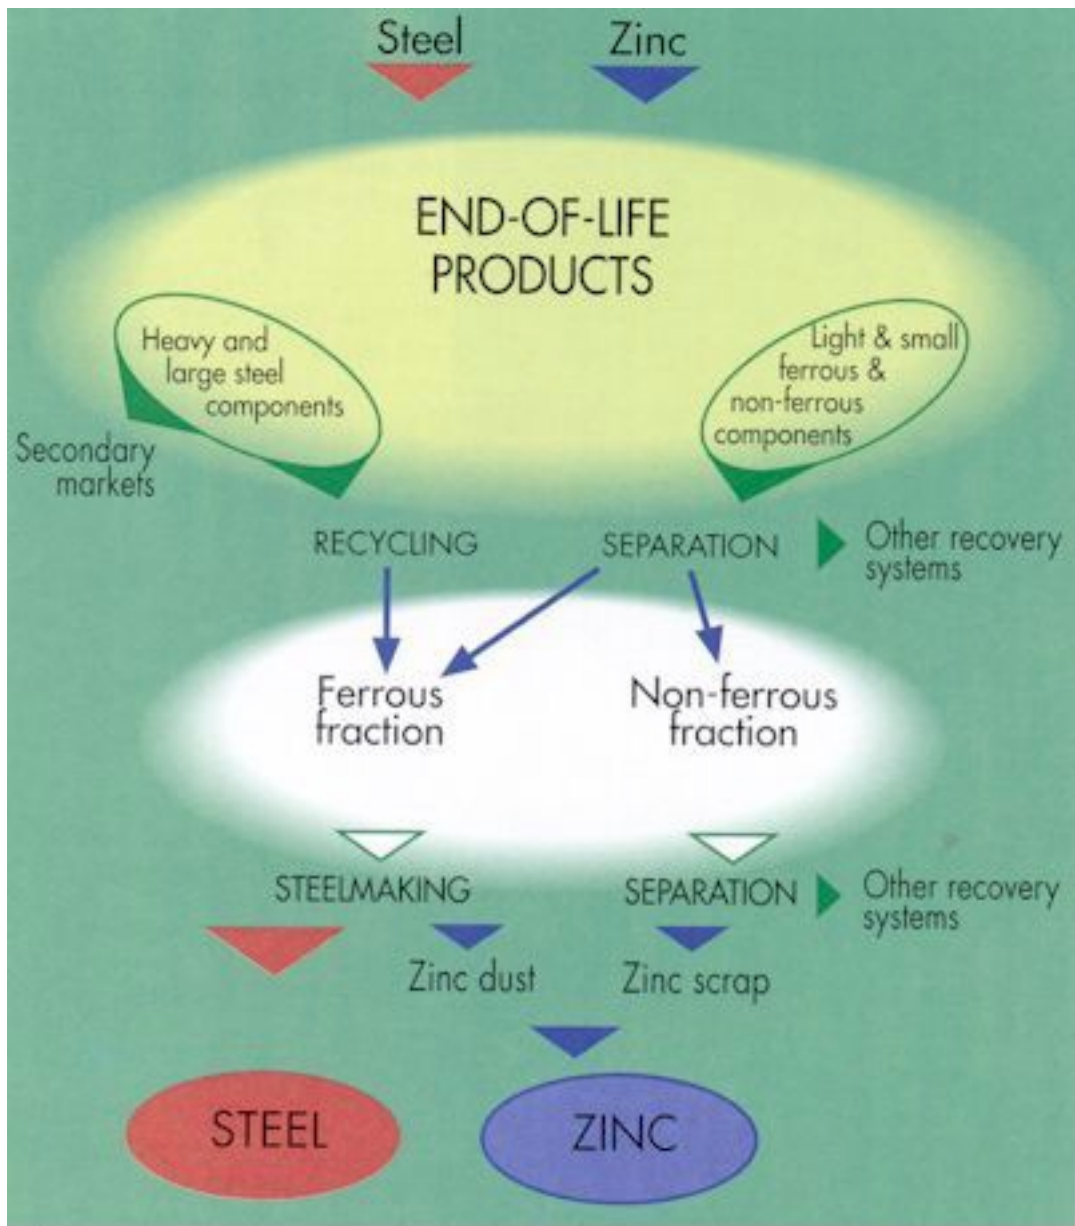 Steel
Zinc
END-OF-LIFE
PRODUCTS
Heavy and
large steel
components
Light & small
ferrous &
non-ferrous
components
Secondary
markets
RECYCLING
SEPARATION
Other recovery
systems
Ferrous
fraction
Non-ferrous
fraction
STEELMAKING
SEPARATION
Other recovery
systems
Zinc dust
Zinc scrap
STEEL
ZINC